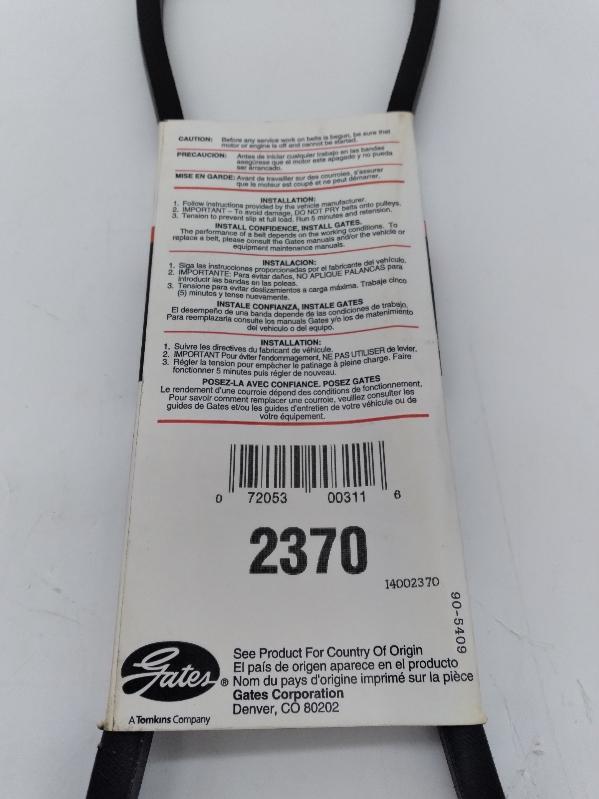 CAUTION: Before any service work on belts is begun, be sure that
motor or engine is off and cannot be started.
PRECAUCION: Antes de iniciar cualquier trabajo en las bandas
asegúrese que el motor este apagado y no pueda
ser arrancado.
MISE EN GARDE: Avant de travailler sur des courroies, s'assurer
que le moteur est coupé et ne peut démarrer.
INSTALLATION:
1. Follow instructions provided by the vehicle manufacturer.
2. IMPORTANT – To avoid damage, DO NOT PRY belts onto pulleys.
3. Tension to prevent slip at full load. Run 5 minutes and retension.
INSTALL CONFIDENCE, INSTALL GATES.
The performance of a belt depends on the working conditions. To
replace a belt, please consult the Gates manuals and/or the vehicle or
equipment maintenance manuals.
INSTALACION:
1. Siga las instrucciones proporcionadas por el fabricante del vehículo.
2. IMPORTANTE: Para evitar daños, NO APLIQUE PALANCAS para
introducir las bandas en las poleas.
3. Tensione para evitar deslizamientos a carga máxima. Trabaje cinco
(5) minutos y tense nuevamente.
INSTALE CONFIANZA, INSTALE GATES
El desempeño de una banda depende de las condiciones de trabajo.
Para reemplazarla consulte los manuals Gates y/o los de matenimiento
del vehiculo o del equipo.
INSTALLATION:
1. Suivre les directives du fabricant de véhicule.
2. IMPORTANT Pour éviter l'endommagement, NE PAS UTILISER de levier.
3. Régler la tension pour empêcher le patinage à pleine charge. Faire
fonctionner 5 minutes puis régler de nouveau.
POSEZ-LA AVEC CONFIANCE. POSEZ GATES
Le rendement d'une courroie dépend des conditions de fonctionnement.
Pour savoir comment remplacer une courroie, veuillez consulter les
guides de Gates et/ou les guides d'entretien de votre véhicule ou de
votre équipement.
0 72053 00311 6
2370
14002370
90-5409
Gates®
A Tomkins Company
See Product For Country Of Origin
El país de origen aparece en el producto
Nom du pays d'origine imprimé sur la pièce
Gates Corporation
Denver, CO 80202